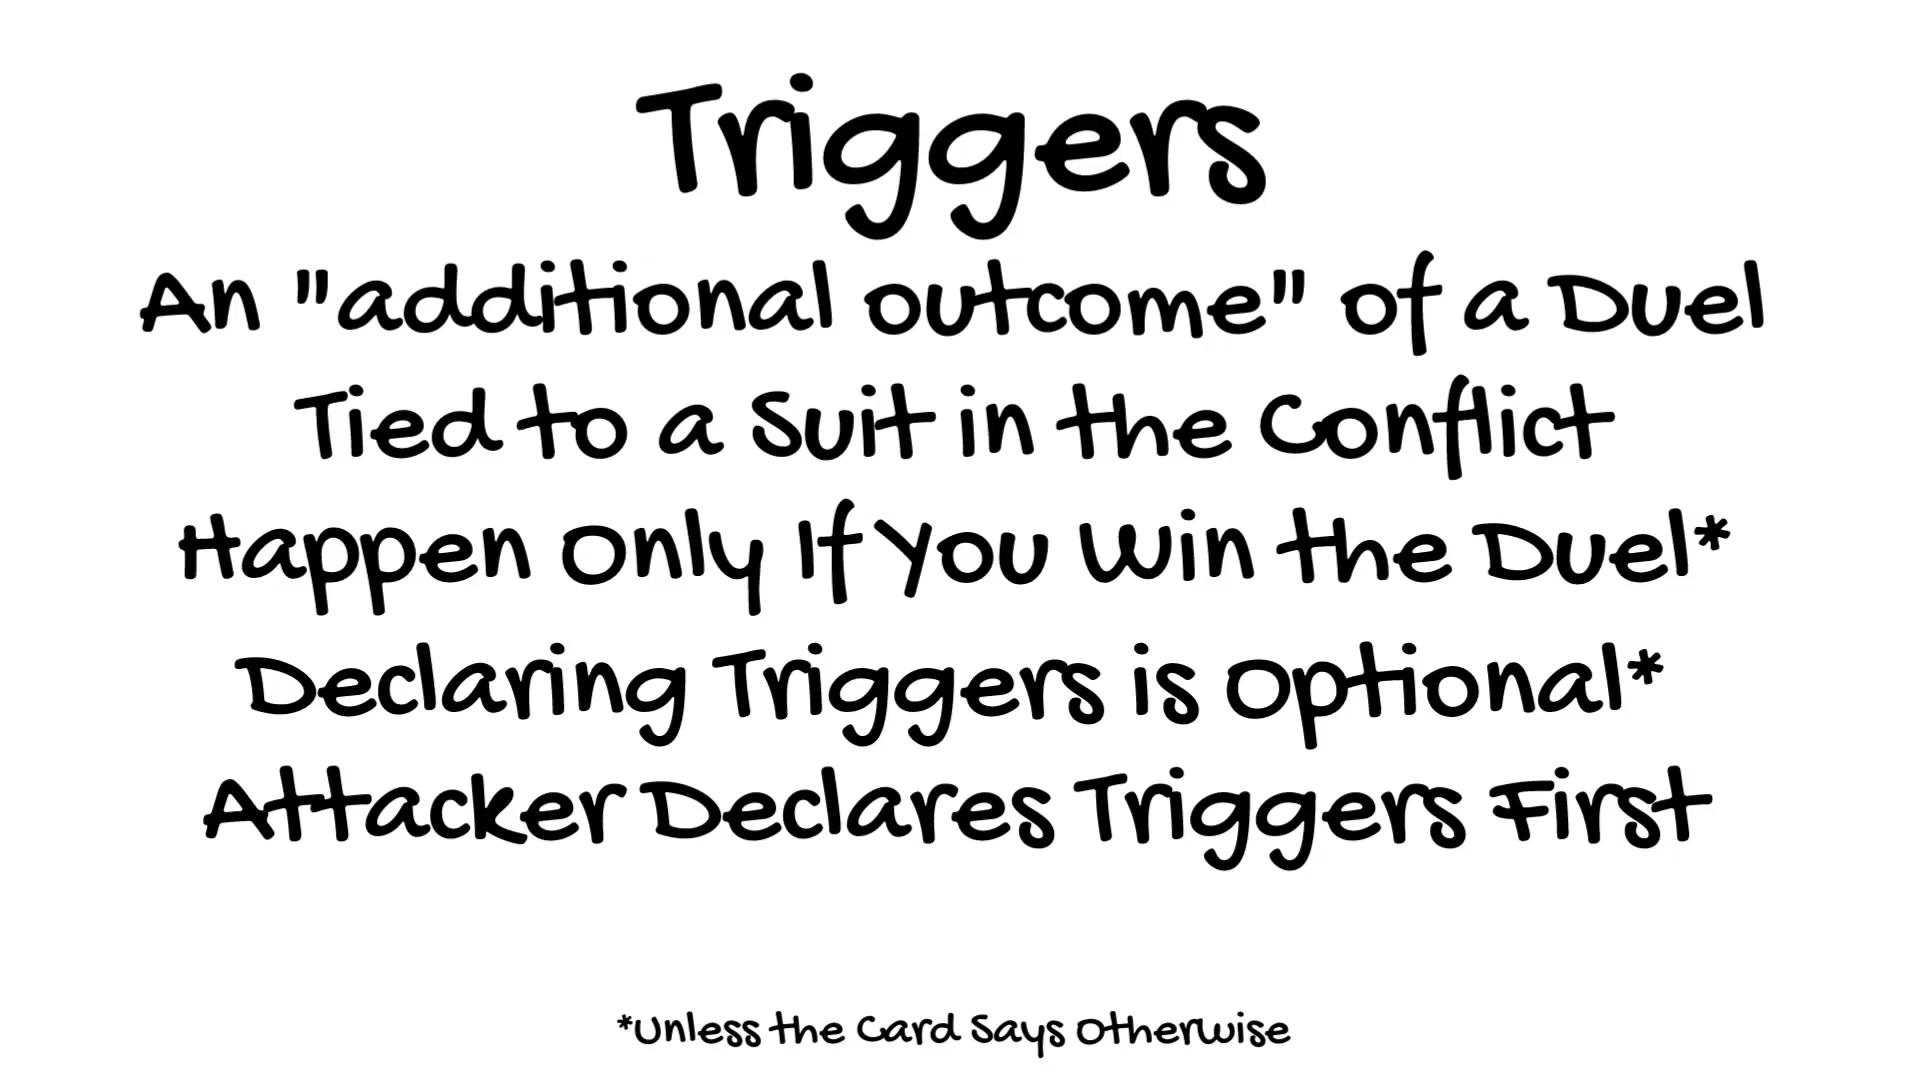 Triggers
An "additional outcome" of a Duel
Tied to a Suit in the Conflict
Happen Only If You Win the Duel*
Declaring Triggers is Optional*
Attacker Declares Triggers First
*Unless the Card Says Otherwise